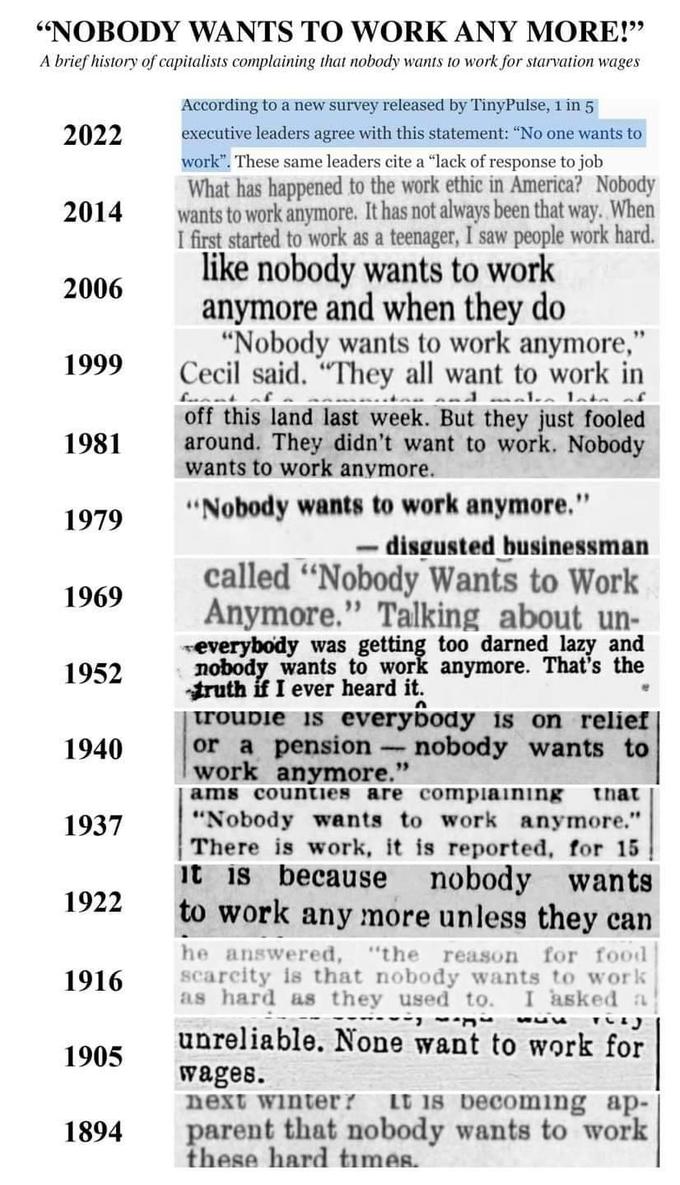 “NOBODY WANTS TO WORK ANY MORE!”
A brief history of capitalists complaining that nobody wants to work for starvation wages
2022
According to a new survey released by TinyPulse, 1 in 5
executive leaders agree with this statement: “No one wants to
work”. These same leaders cite a “lack of response to job
2014
What has happened to the work ethic in America? Nobody
wants to work anymore. It has not always been that way. When
I first started to work as a teenager, I saw people work hard.
2006
like nobody wants to work
anymore and when they do
1999
“Nobody wants to work anymore,”
Cecil said. “They all want to work in
1981
off this land last week. But they just fooled
around. They didn't want to work. Nobody
wants to work anymore.
1979
“Nobody wants to work anymore.”
— disgusted businessman
1969
called “Nobody Wants to Work
Anymore.” Talking about un-
1952
everybody was getting too darned lazy and
nobody wants to work anymore. That's the
truth if I ever heard it.
1940
trouble is everybody is on relief
or a pension — nobody wants to
work anymore.”
1937
ams counties are complaining that
“Nobody wants to work anymore.”
There is work, it is reported, for 15
1922
it is because nobody wants
to work any more unless they can
1916
he answered, “the reason for food
scarcity is that nobody wants to work
as hard as they used to. I asked a
1905
unreliable. None want to work for
wages.
1894
next winter? It is becoming ap-
parent that nobody wants to work
these hard times.